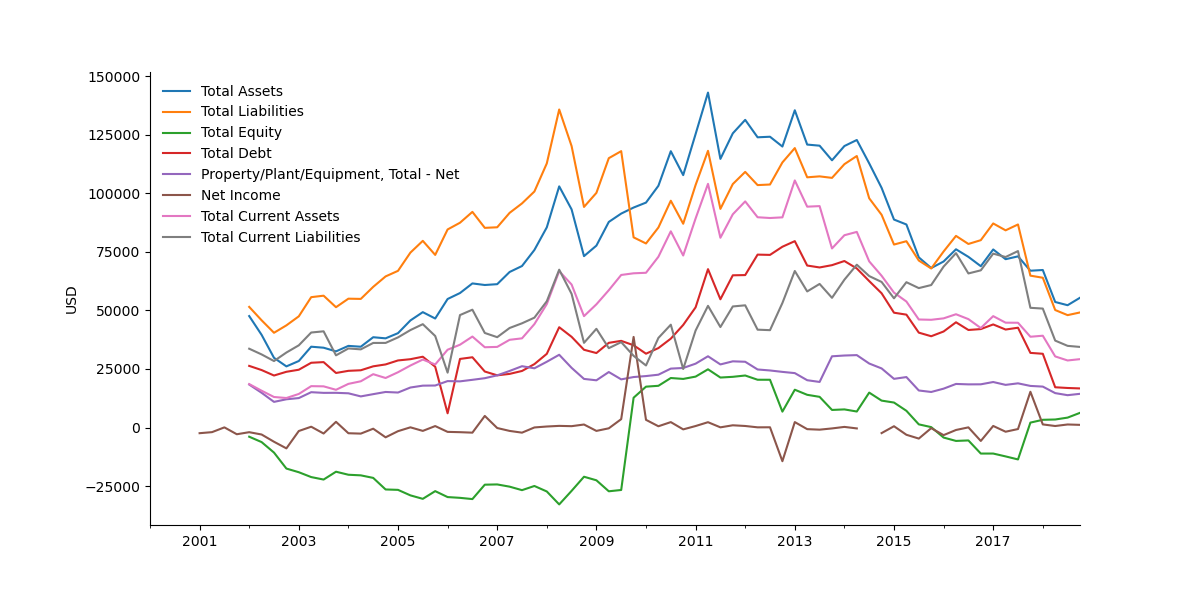 150000
125000
100000
75000
50000
25000
0
−25000
USD
Total Assets
Total Liabilities
Total Equity
Total Debt
Property/Plant/Equipment, Total - Net
Net Income
Total Current Assets
Total Current Liabilities
2001 2003 2005 2007 2009 2011 2013 2015 2017